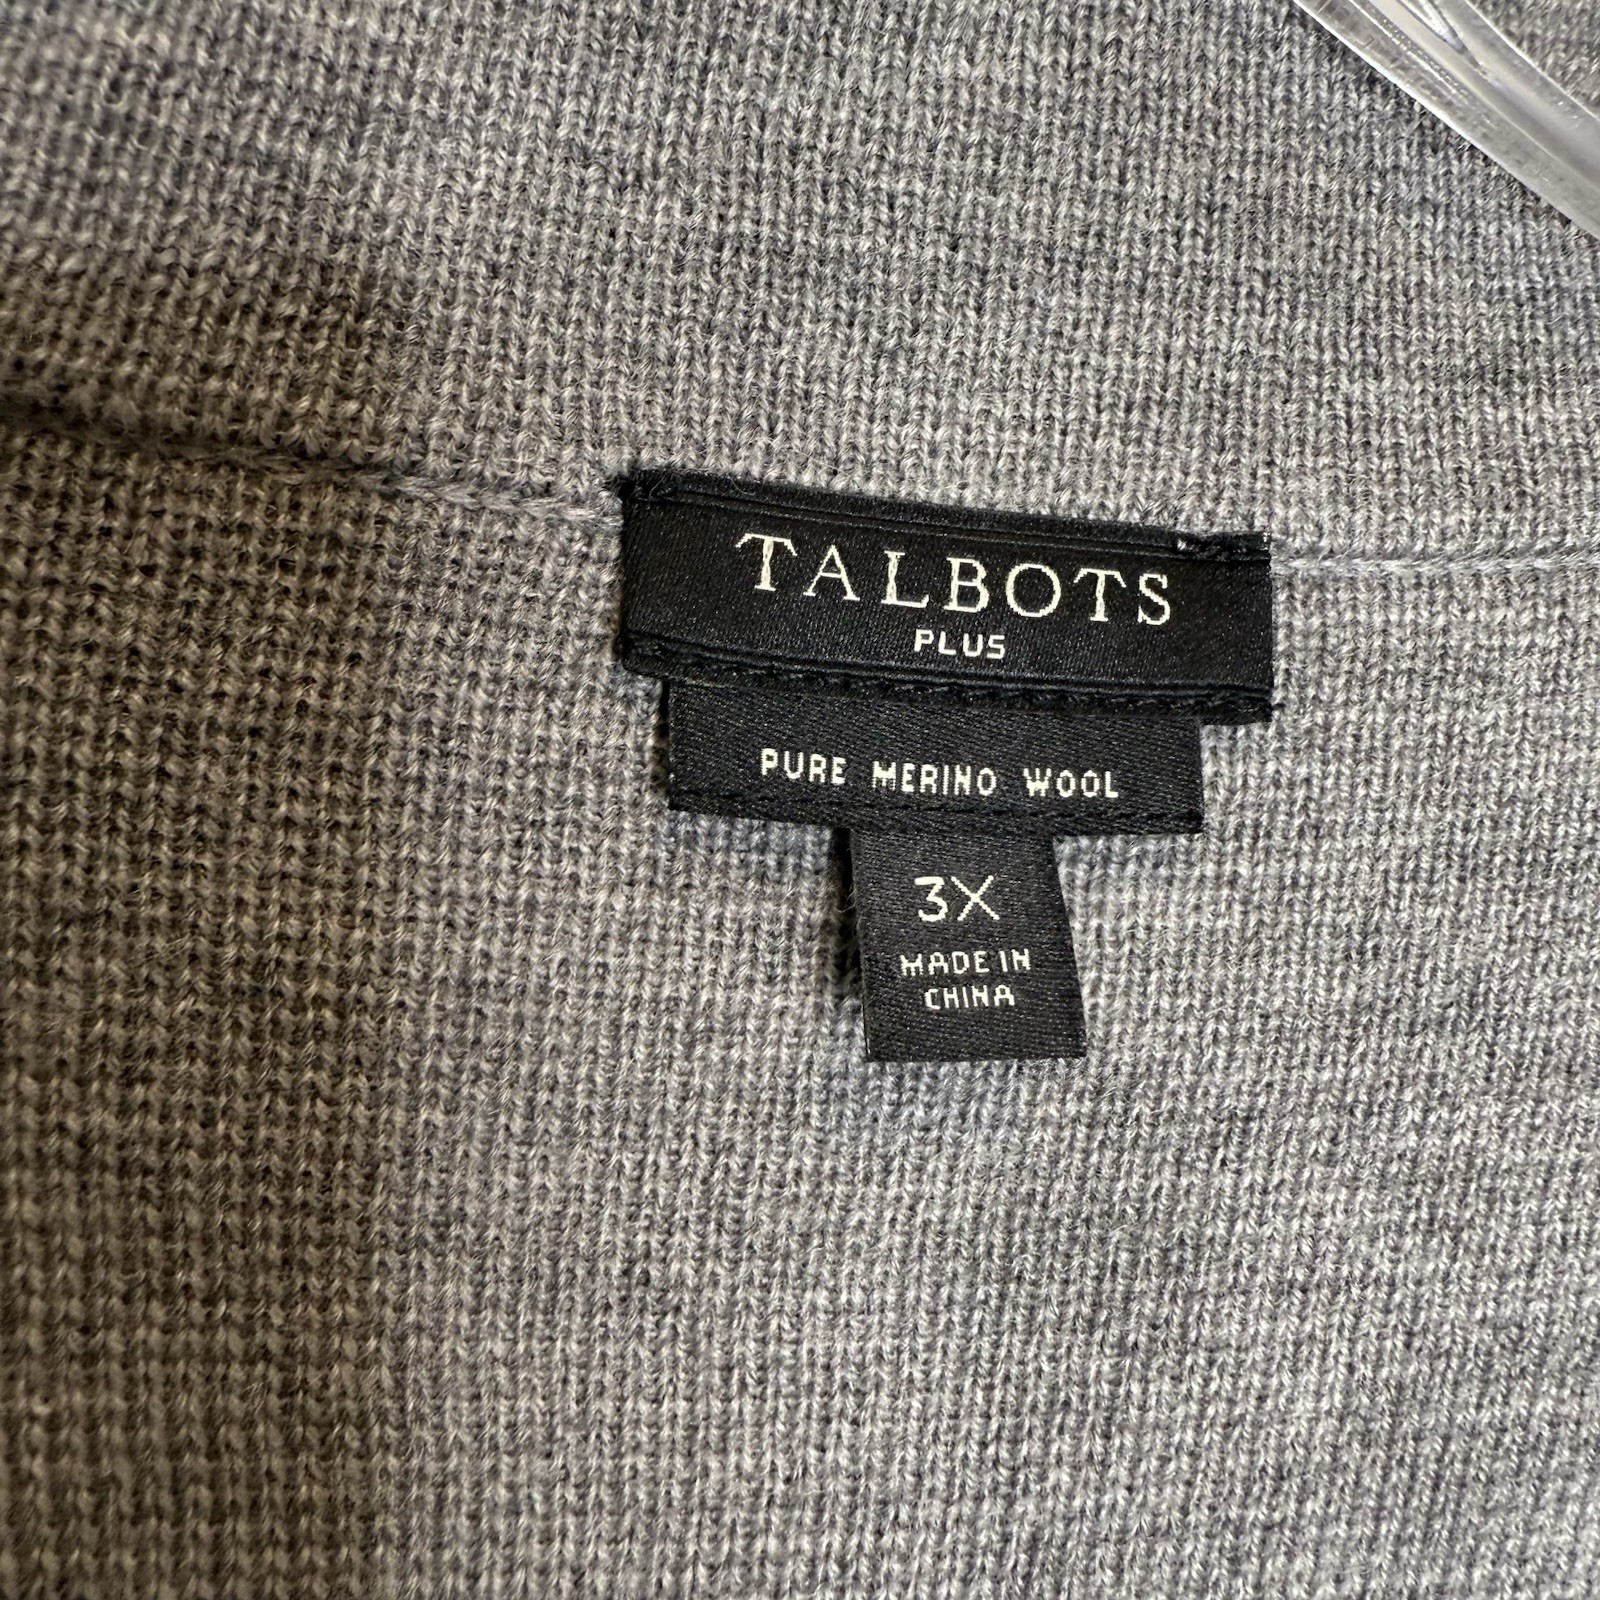 TALBOTS
PLUS
PURE MERINO WOOL
3X
MADE IN
CHINA